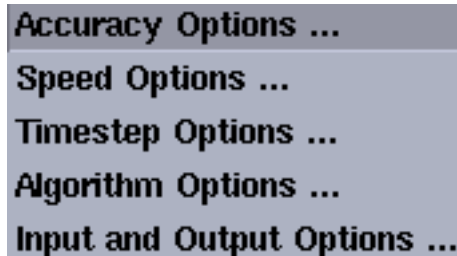 Accuracy Options ...
Speed Options ...
Timestep Options ...
Algorithm Options ...
Input and Output Options ...